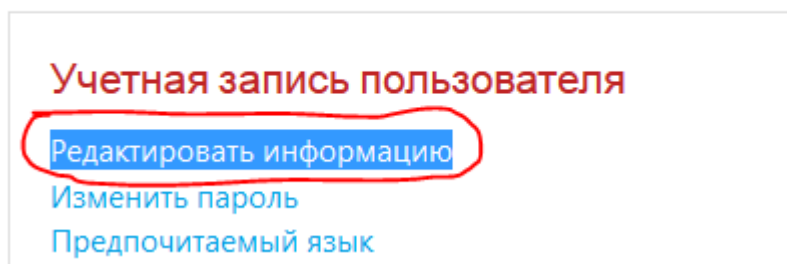 Учетная запись пользователя
Редактировать информацию
Изменить пароль
Предпочитаемый язык